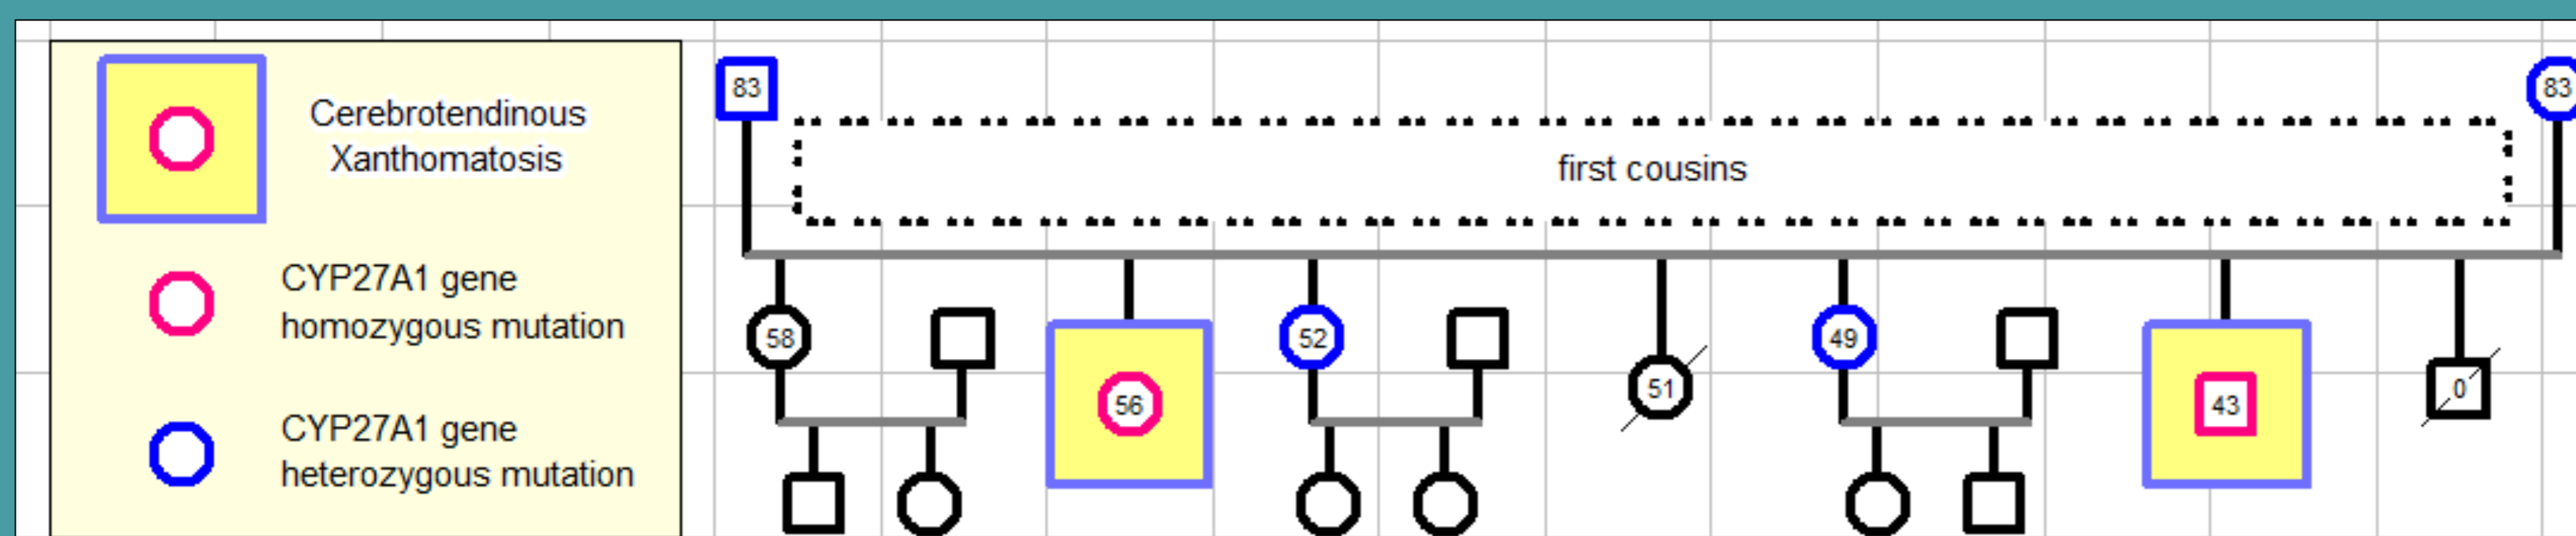 Cerebrotendinous
Xanthomatosis
CYP27A1 gene
homozygous mutation
CYP27A1 gene
heterozygous mutation
83
83
first cousins
58
56
52
51
49
43
0